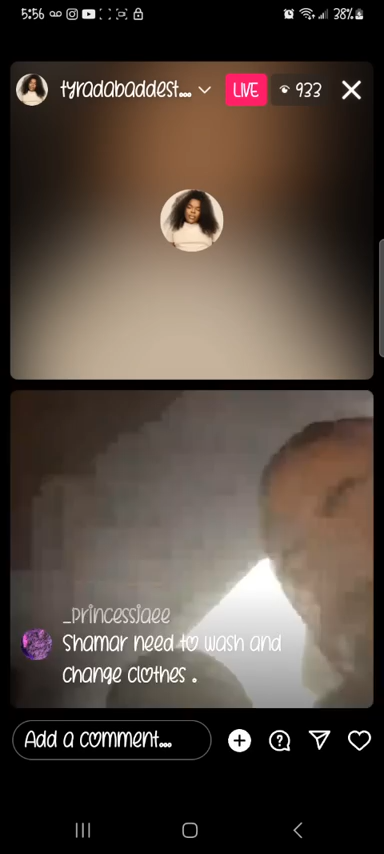 5:56
38%
tyradabaddest...
LIVE
933
_princessjaee
Shamar need to wash and
change clothes .
Add a comment...